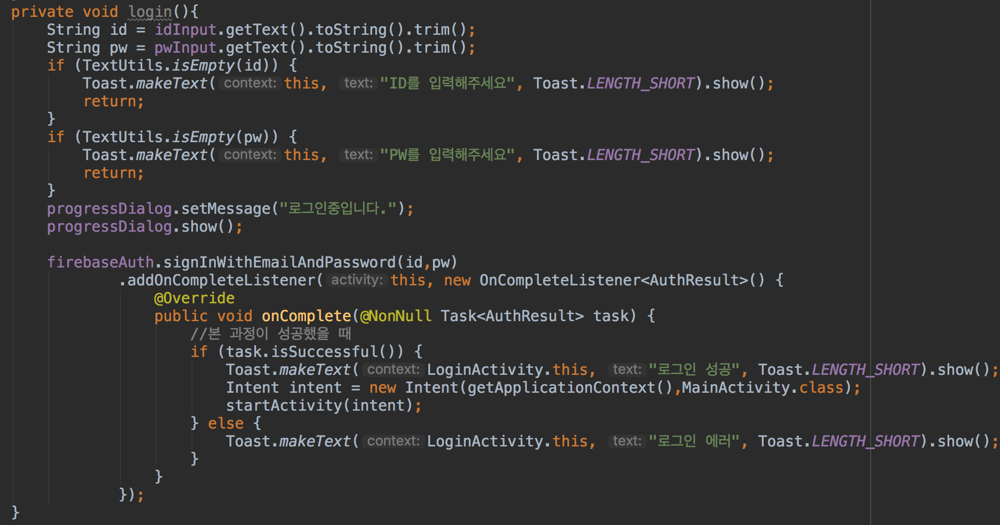 private void login(){
String id = idInput.getText().toString().trim();
String pw = pwInput.getText().toString().trim();
if (TextUtils.isEmpty(id)) {
Toast.makeText( context: this, text: "ID를 입력해주세요", Toast.LENGTH_SHORT).show();
return;
}
if (TextUtils.isEmpty(pw)) {
Toast.makeText( context: this, text: "PW를 입력해주세요", Toast.LENGTH_SHORT).show();
return;
}
progressDialog.setMessage("로그인중입니다.");
progressDialog.show();
firebaseAuth.signInWithEmailAndPassword(id,pw)
.addOnCompleteListener( activity: this, new OnCompleteListener<AuthResult>() {
@Override
public void onComplete(@NonNull Task<AuthResult> task) {
//본 과정이 성공했을 때
if (task.isSuccessful()) {
Toast.makeText( context: LoginActivity.this, text: "로그인 성공", Toast.LENGTH_SHORT).show();
Intent intent = new Intent(getApplicationContext(),MainActivity.class);
startActivity(intent);
} else {
Toast.makeText( context: LoginActivity.this, text: "로그인 에러", Toast.LENGTH_SHORT).show();
}
}
});
}